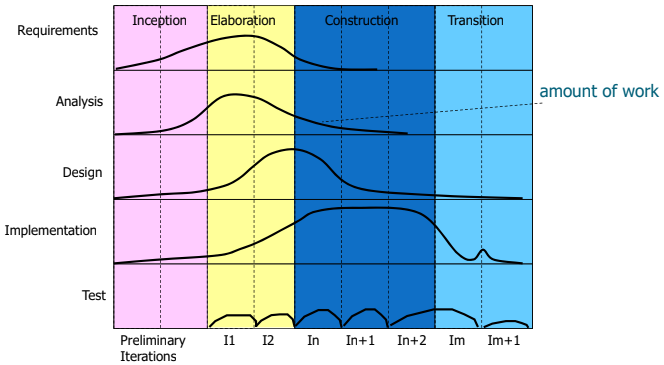 Inception Elaboration Construction Transition
Requirements
amount of work
Analysis
Design
Implementation
Test
Preliminary
Iterations
I1 I2 In In+1 In+2 Im Im+1